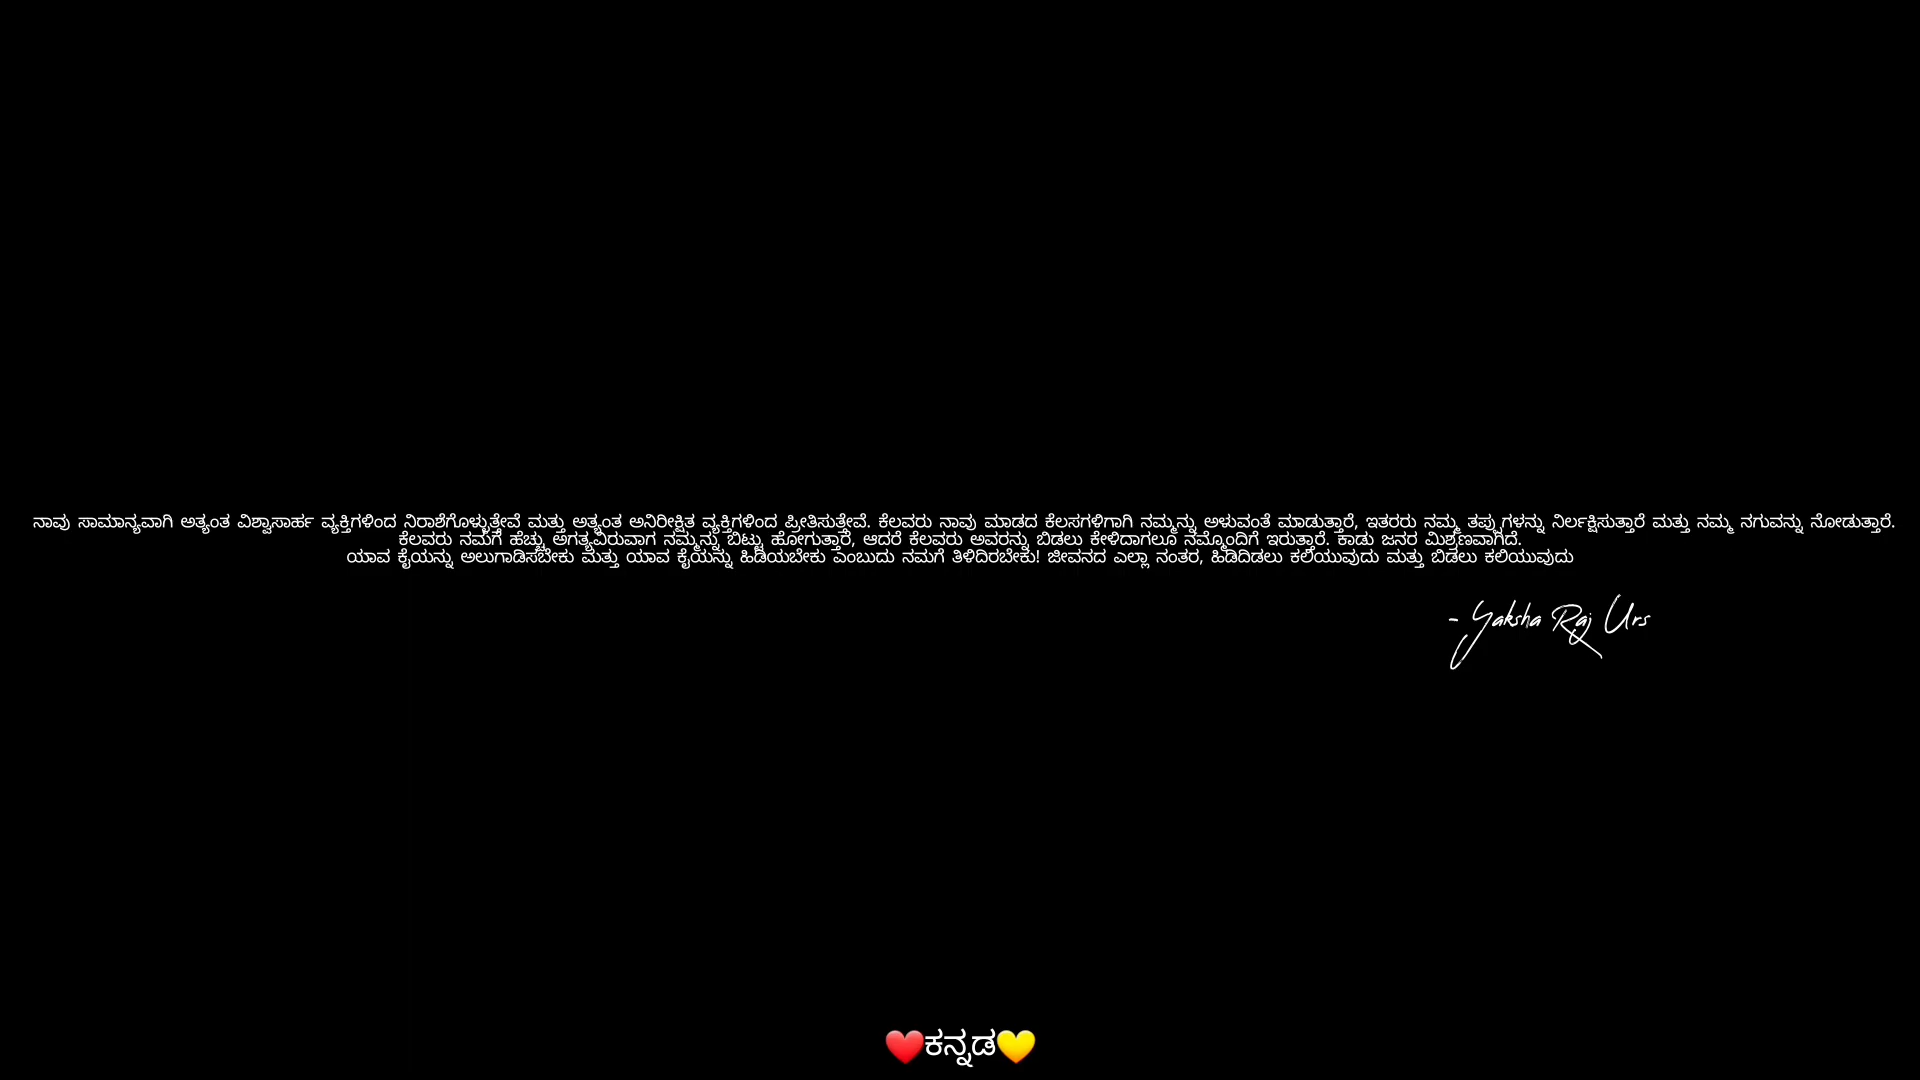 ನಾವು ಸಾಮಾನ್ಯವಾಗಿ ಅತ್ಯಂತ ವಿಶ್ವಾಸಾರ್ಹ ವ್ಯಕ್ತಿಗಳಿಂದ ನಿರಾಶೆಗೊಳ್ಳುತ್ತೇವೆ ಮತ್ತು ಅತ್ಯಂತ ಅನಿರೀಕ್ಷಿತ ವ್ಯಕ್ತಿಗಳಿಂದ ಪ್ರೀತಿಸುತ್ತೇವೆ. ಕೆಲವರು ನಾವು ಮಾಡದ ಕೆಲಸಗಳಿಗಾಗಿ ನಮ್ಮನ್ನು ಅಳುವಂತೆ ಮಾಡುತ್ತಾರೆ, ಇತರರು ನಮ್ಮ ತಪ್ಪುಗಳನ್ನು ನಿರ್ಲಕ್ಷಿಸುತ್ತಾರೆ ಮತ್ತು ನಮ್ಮ ನಗುವನ್ನು ನೋಡುತ್ತಾರೆ.
ಕೆಲವರು ನಮಗೆ ಹೆಚ್ಚು ಅಗತ್ಯವಿರುವಾಗ ನಮ್ಮನ್ನು ಬಿಟ್ಟು ಹೋಗುತ್ತಾರೆ, ಆದರೆ ಕೆಲವರು ಅವರನ್ನು ಬಿಡಲು ಕೇಳಿದಾಗಲೂ ನಮ್ಮೊಂದಿಗೆ ಇರುತ್ತಾರೆ. ಕಾಡು ಜನರ ಮಿಶ್ರಣವಾಗಿದೆ.
ಯಾವ ಕೈಯನ್ನು ಅಲುಗಾಡಿಸಬೇಕು ಮತ್ತು ಯಾವ ಕೈಯನ್ನು ಹಿಡಿಯಬೇಕು ಎಂಬುದು ನಮಗೆ ತಿಳಿದಿರಬೇಕು! ಜೀವನದ ಎಲ್ಲಾ ನಂತರ, ಹಿಡಿದಿಡಲು ಕಲಿಯುವುದು ಮತ್ತು ಬಿಡಲು ಕಲಿಯುವುದು
- Yaksha Raj Urs
❤️ಕನ್ನಡ💛